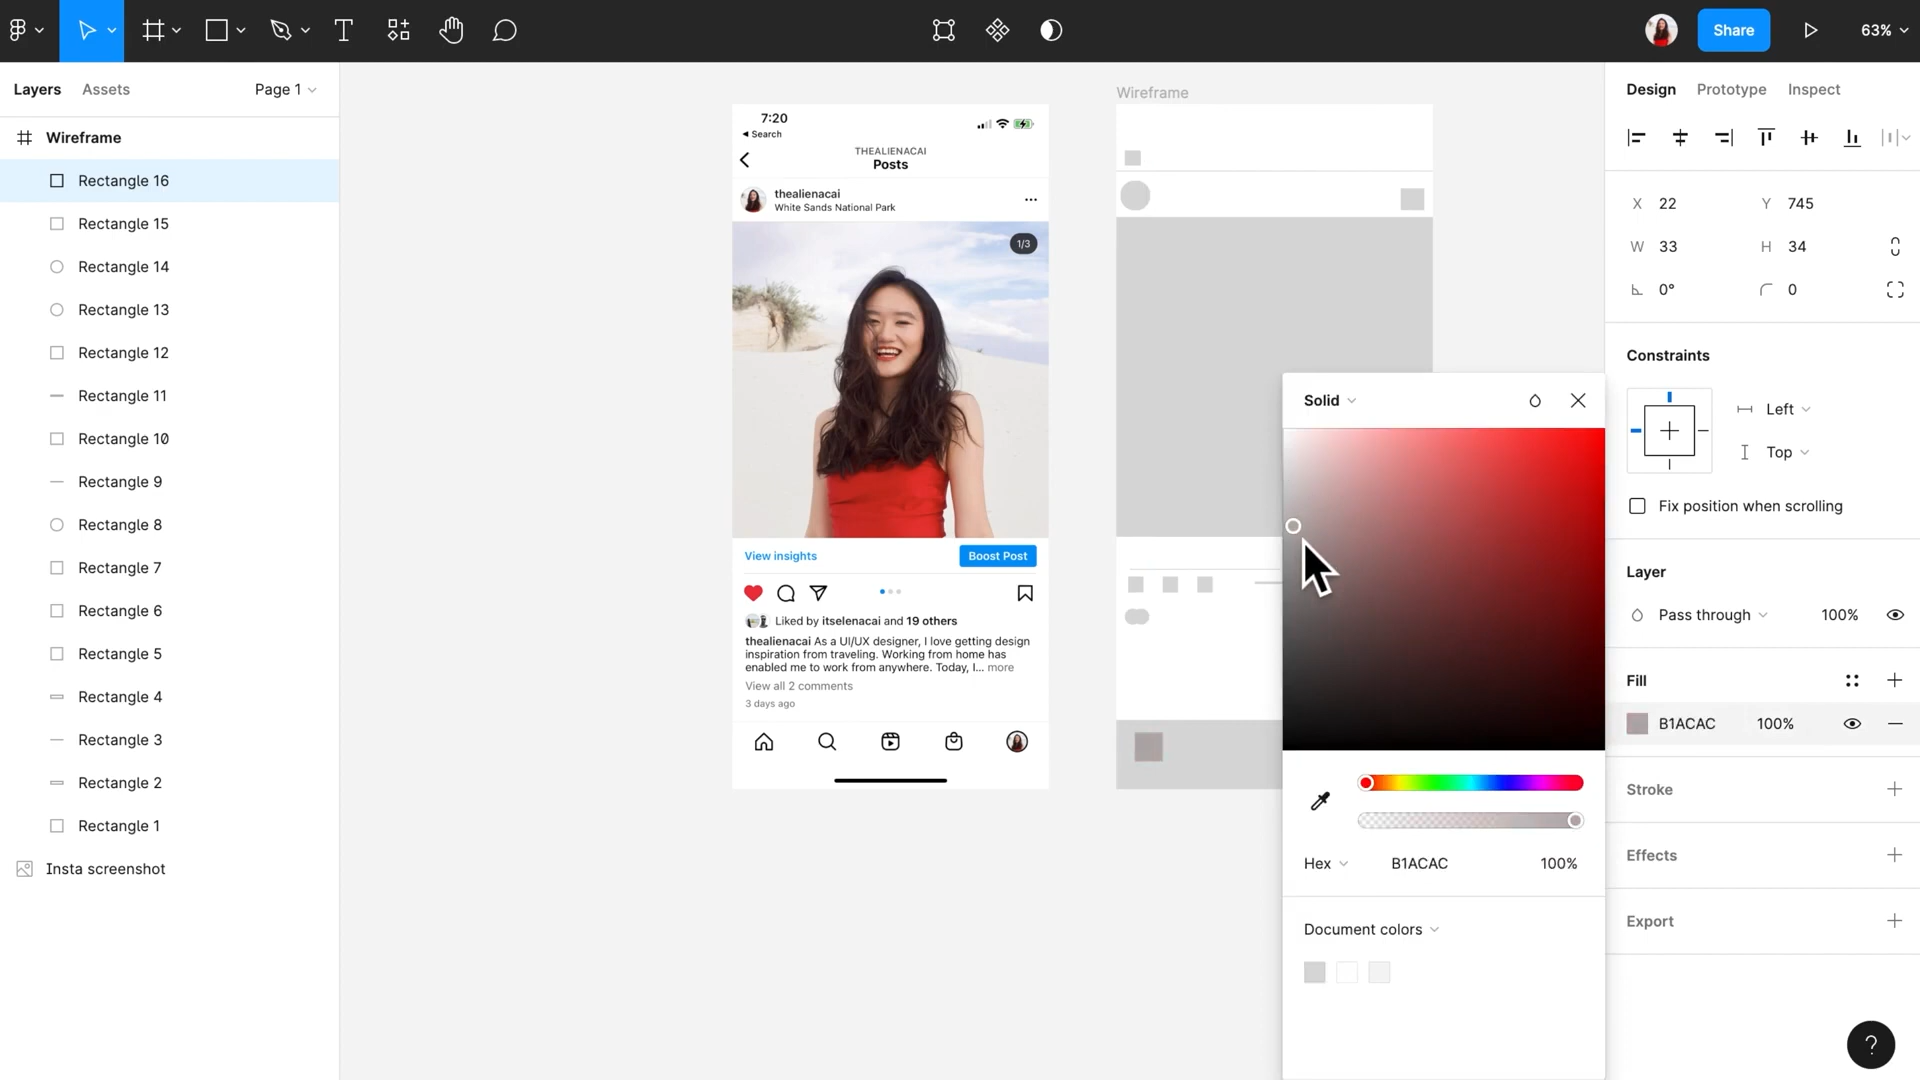 Share
63%
Layers
Assets
Page 1
Wireframe
Rectangle 16
Rectangle 15
Rectangle 14
Rectangle 13
Rectangle 12
Rectangle 11
Rectangle 10
Rectangle 9
Rectangle 8
Rectangle 7
Rectangle 6
Rectangle 5
Rectangle 4
Rectangle 3
Rectangle 2
Rectangle 1
Insta screenshot
7:20
Search
THEALIENACAI
Posts
thealienacai
White Sands National Park
1/3
View insights
Boost Post
Liked by itselenacai and 19 others
thealienacai As a UI/UX designer, I love getting design
inspiration from traveling. Working from home has
enabled me to work from anywhere. Today, I... more
View all 2 comments
3 days ago
Wireframe
Solid
Hex
B1ACAC
100%
Document colors
Design
Prototype
Inspect
X 22
Y 745
W 33
H 34
0°
0
Constraints
Left
Top
Fix position when scrolling
Layer
Pass through
100%
Fill
B1ACAC
100%
Stroke
Effects
Export
?